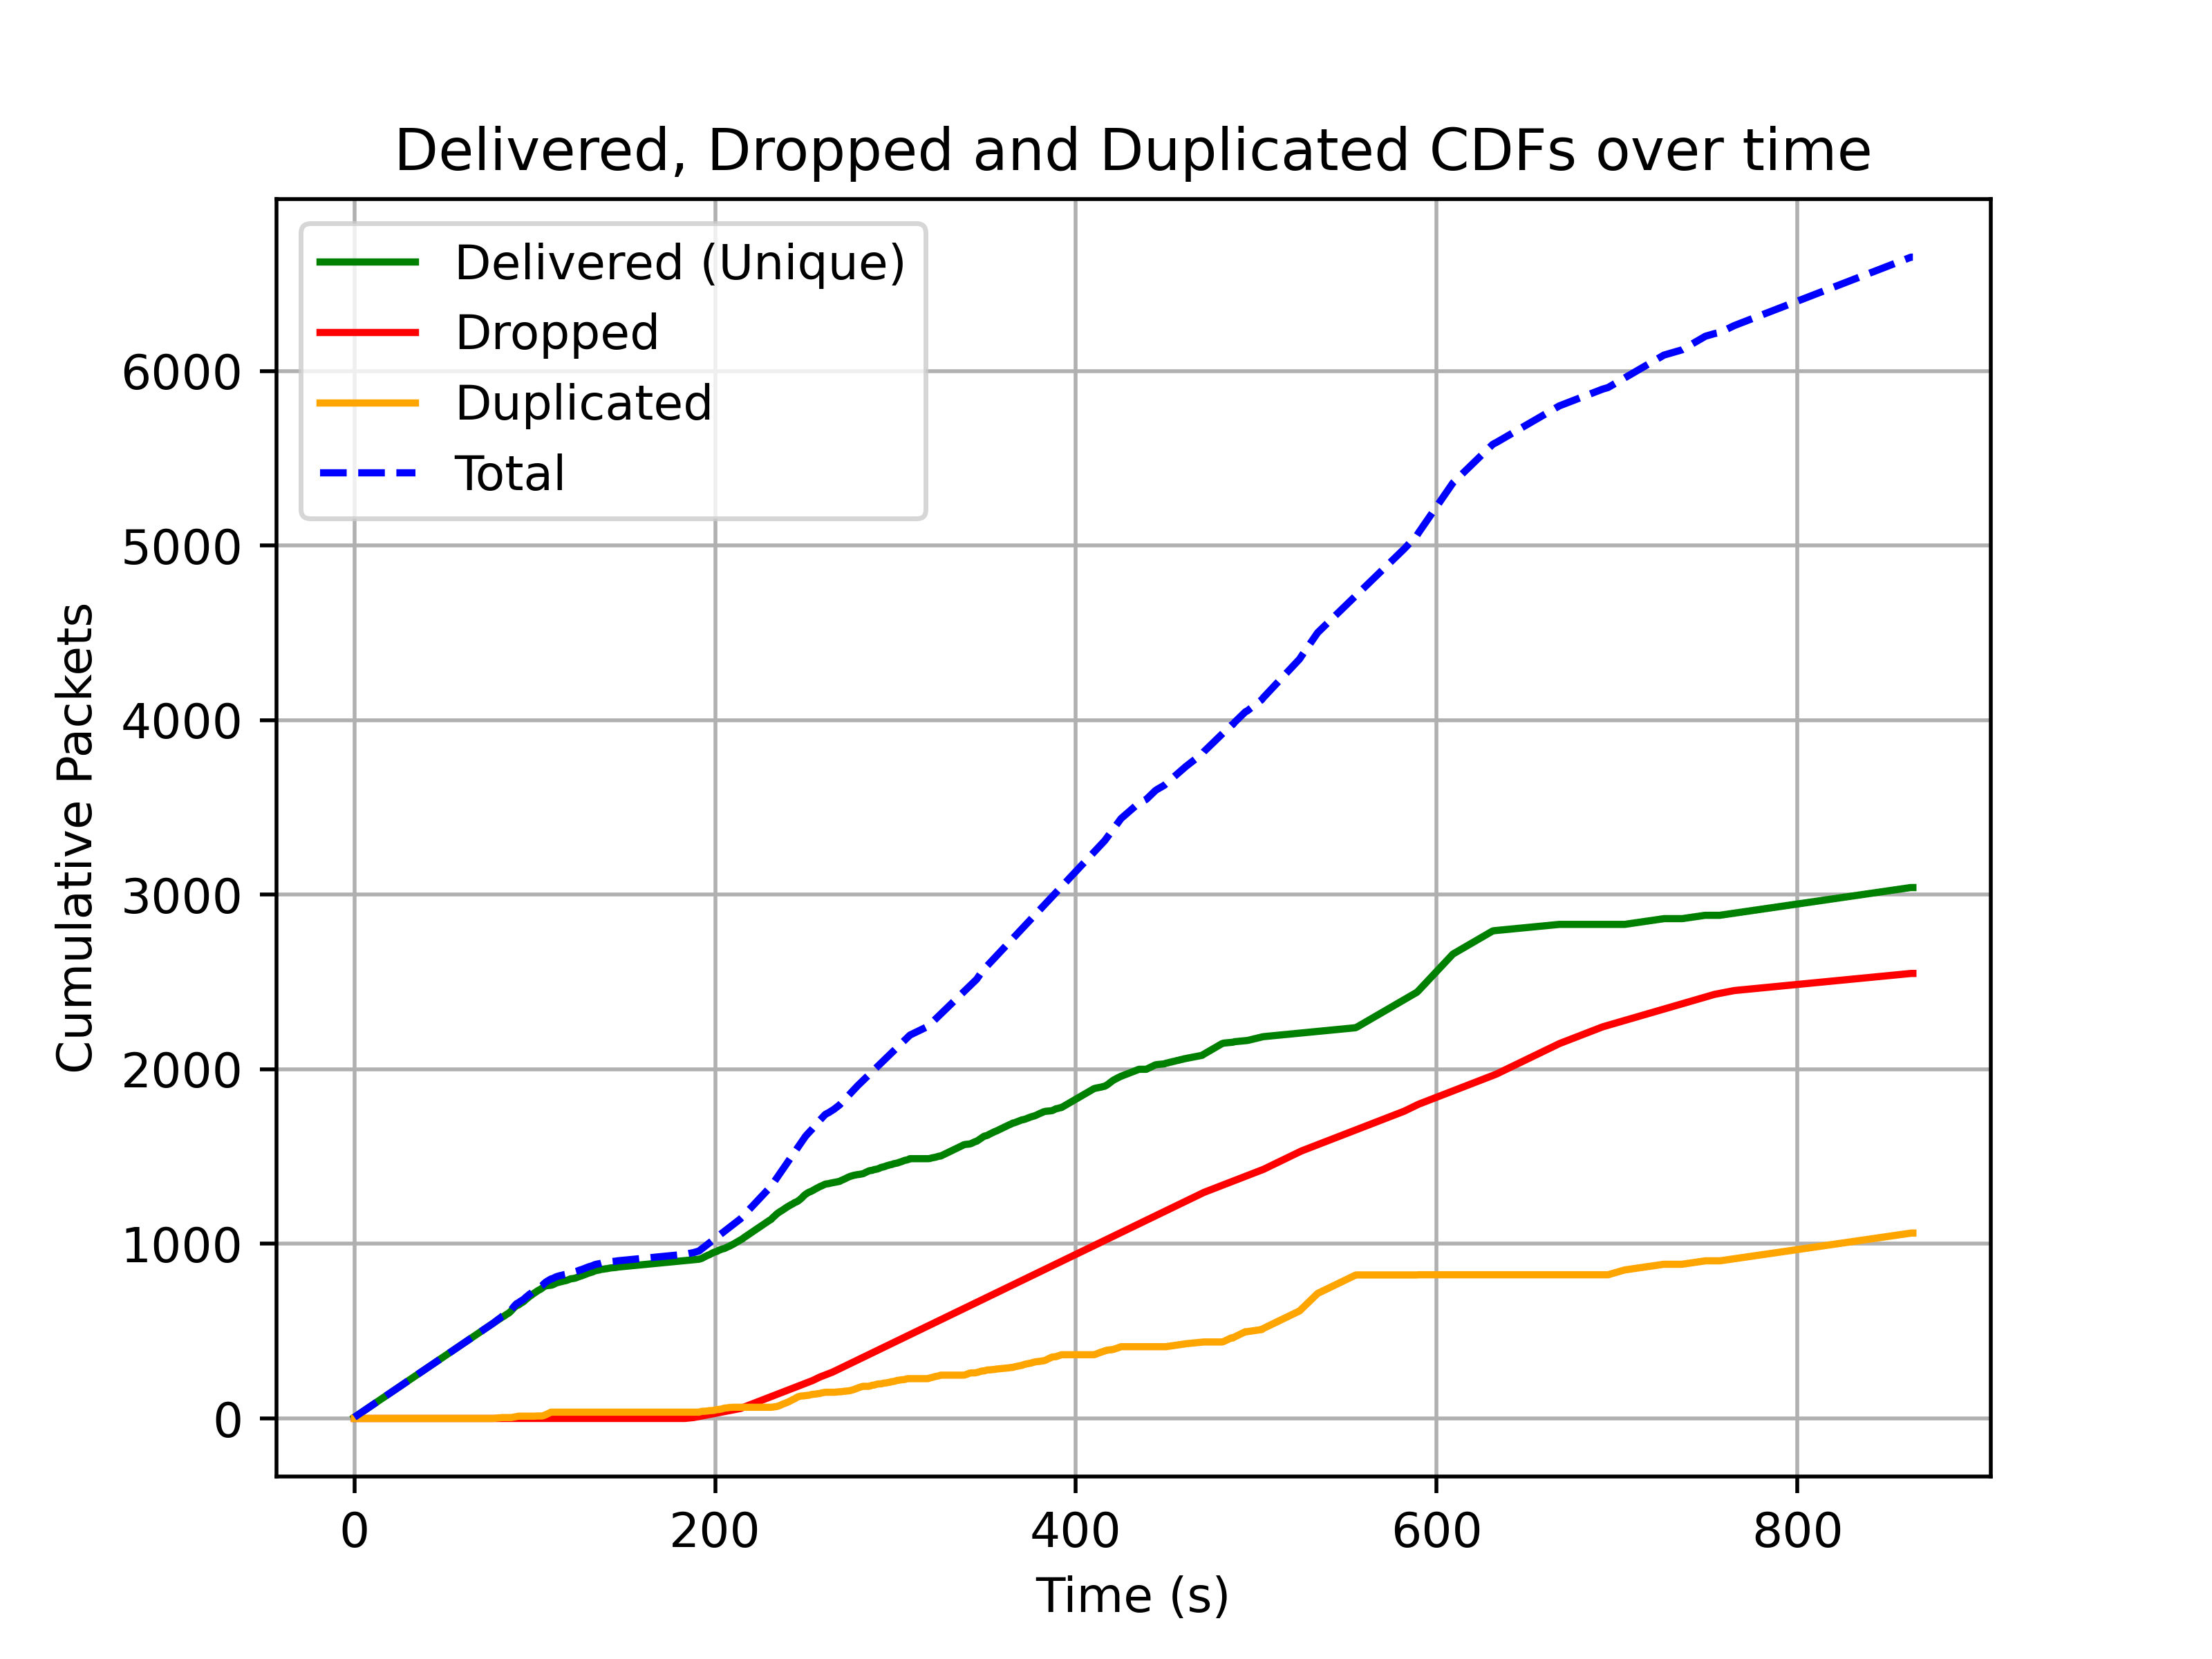 Delivered, Dropped and Duplicated CDFs over time
Delivered (Unique)
Dropped
Duplicated
Total
Cumulative Packets
6000
5000
4000
3000
2000
1000
0
0 200 400 600 800
Time (s)